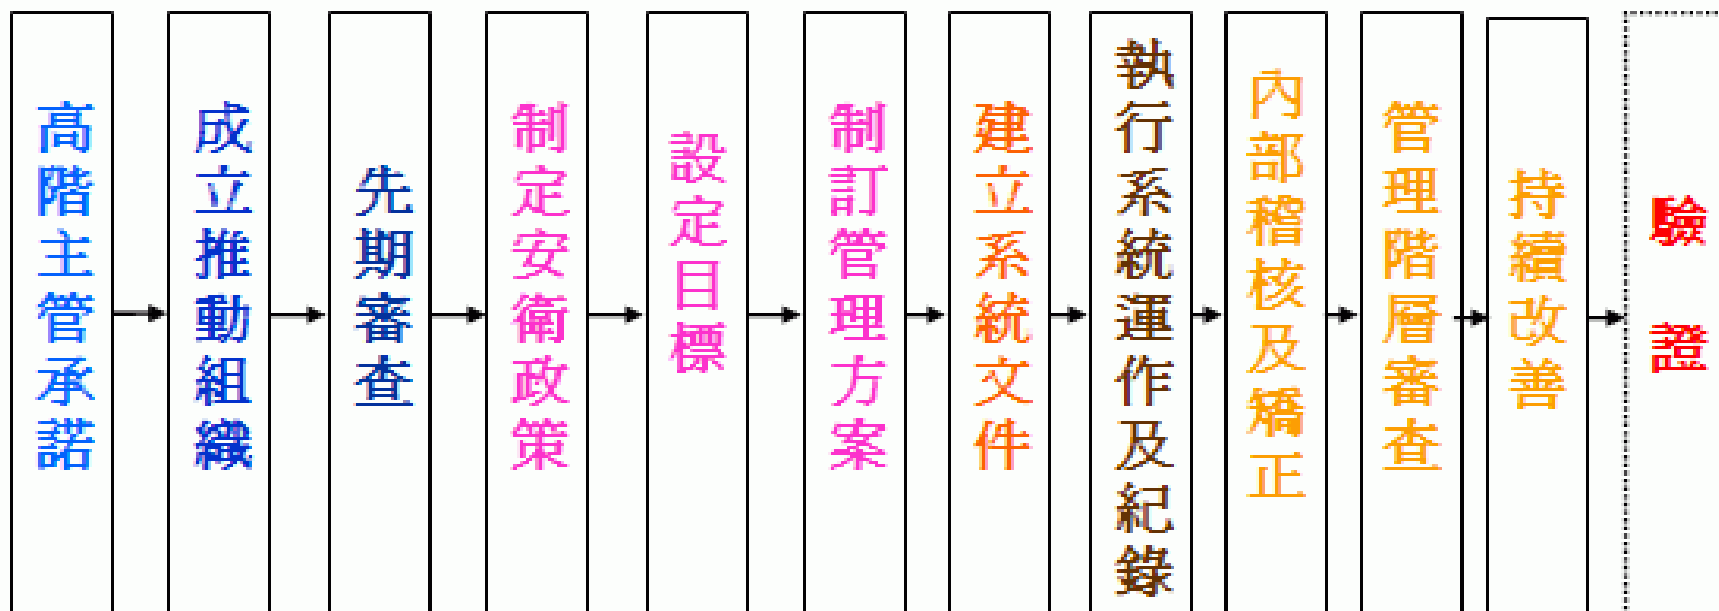 高階主管承諾
成立推動組織
先期審查
制定安衛政策
設定目標
制訂管理方案
建立系統文件
執行系統運作及紀錄
內部稽核及矯正
管理階層審查
持續改善
驗證